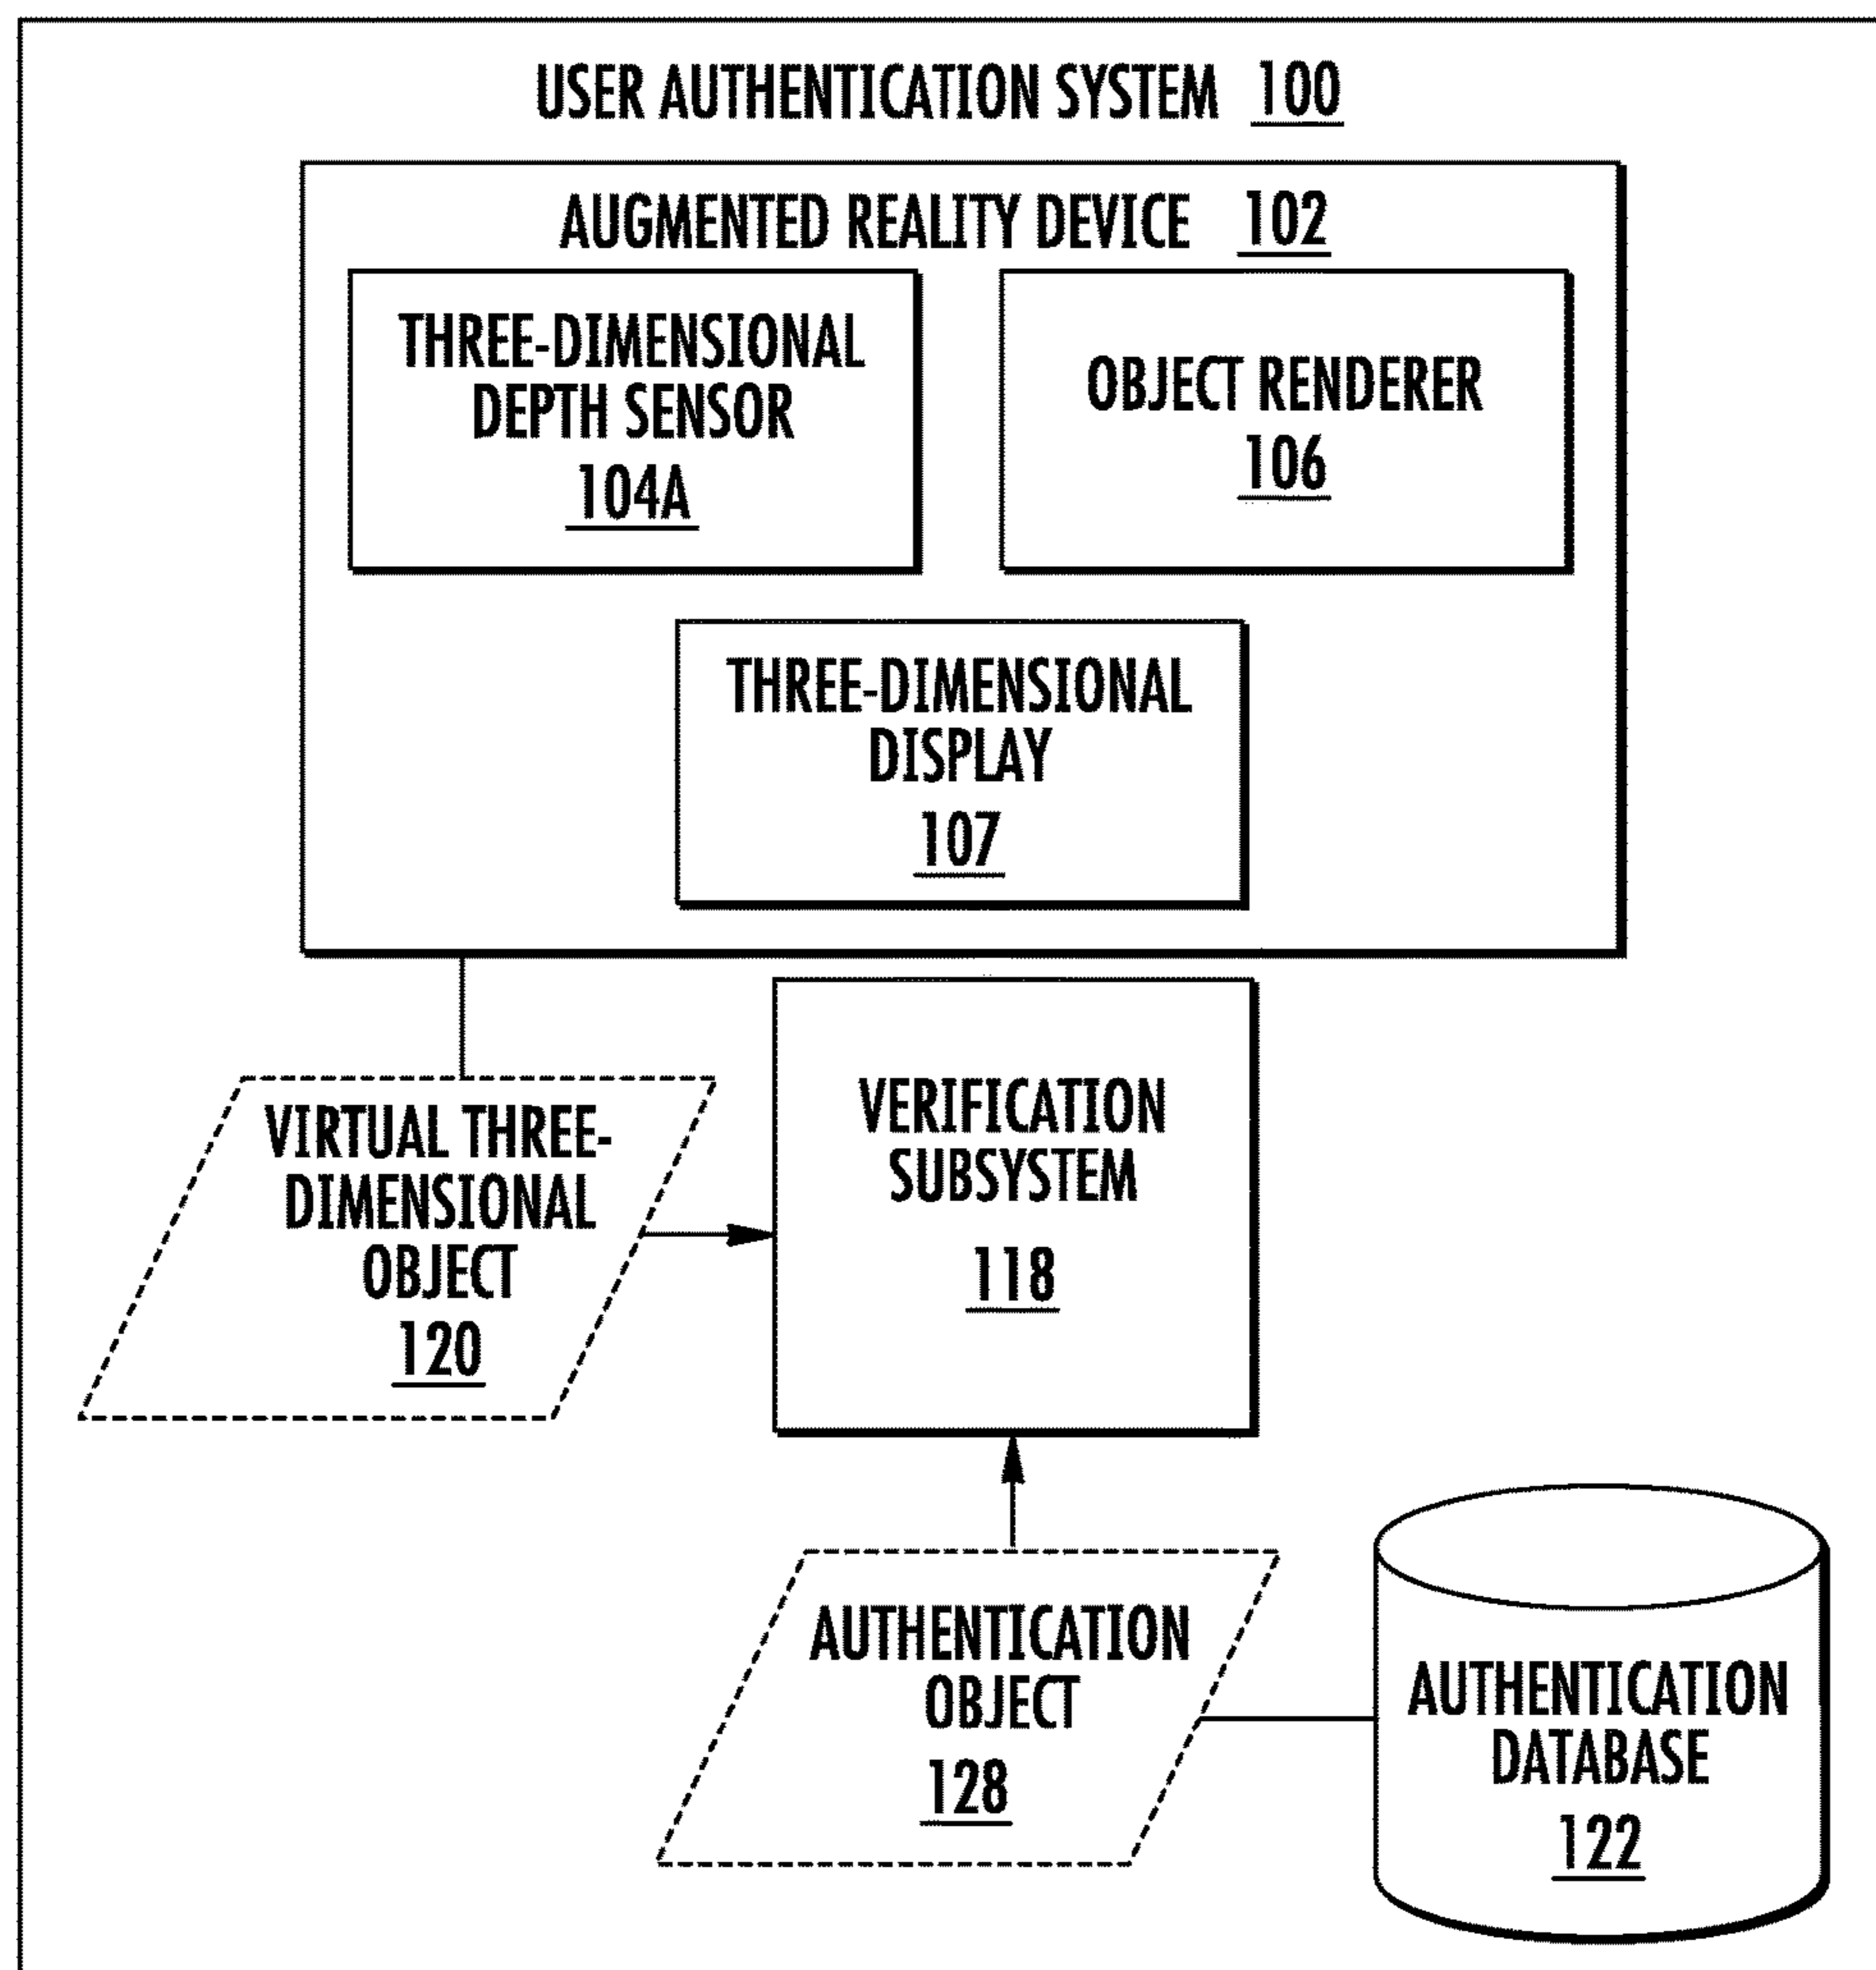 USER AUTHENTICATION SYSTEM 100
AUGMENTED REALITY DEVICE 102
THREE-DIMENSIONAL
DEPTH SENSOR
104A
OBJECT RENDERER
106
THREE-DIMENSIONAL
DISPLAY
107
VIRTUAL THREE-
DIMENSIONAL
OBJECT
120
VERIFICATION
SUBSYSTEM
118
AUTHENTICATION
OBJECT
128
AUTHENTICATION
DATABASE
122